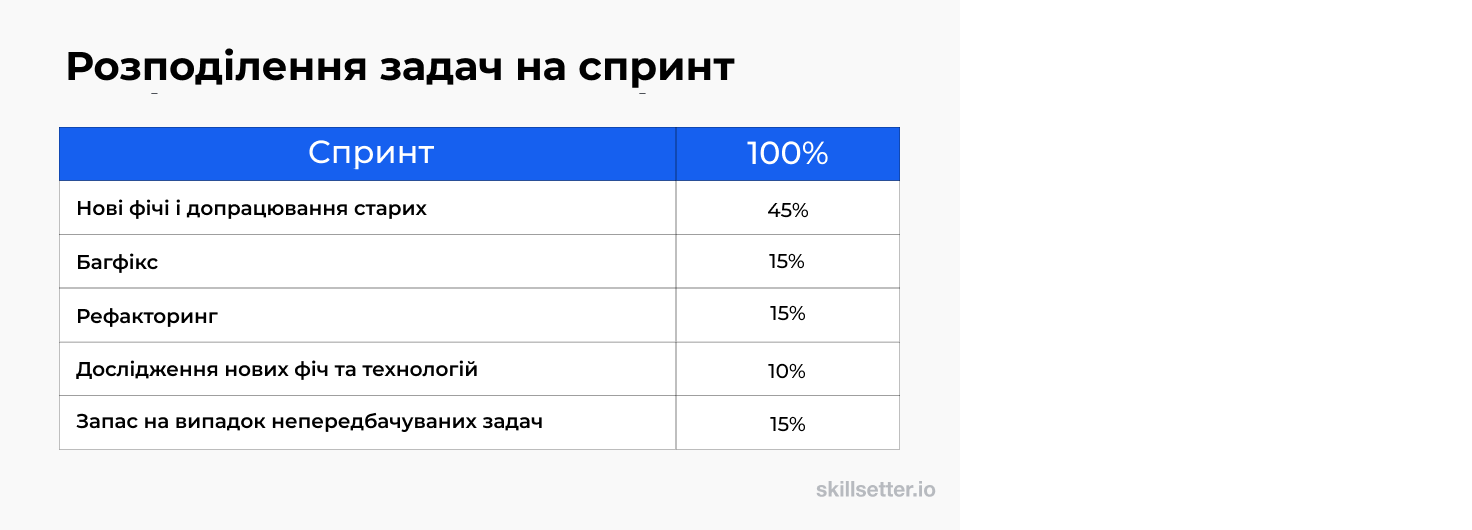 Розподілення задач на спринт
Спринт 100%
Нові фічі і допрацювання старих 45%
Багфікс 15%
Рефакторинг 15%
Дослідження нових фіч та технологій 10%
Запас на випадок непередбачуваних задач 15%
skillsetter.io